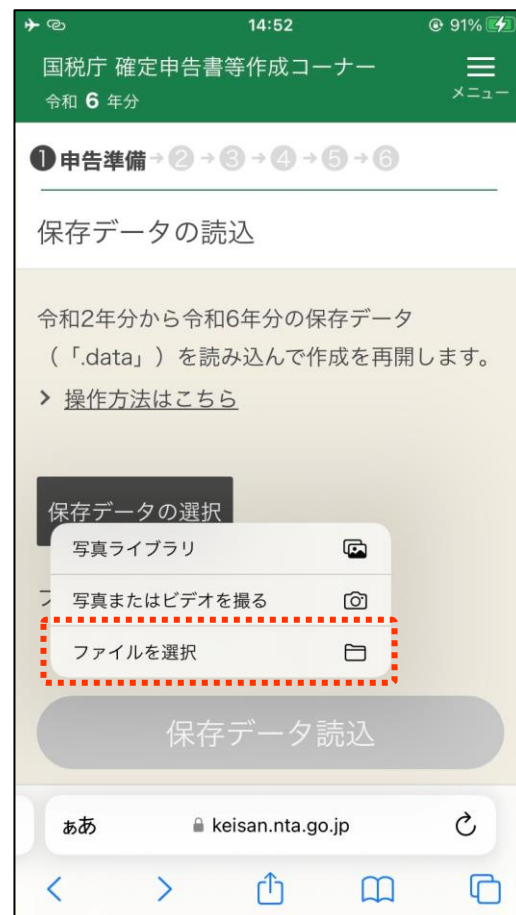 14:52
91%
国税庁 確定申告書等作成コーナー
令和 6 年分
メニュー
1 申告準備 → 2 → 3 → 4 → 5 → 6
保存データの読込
令和2年分から令和6年分の保存データ
（「.data」）を読み込んで作成を再開します。
> 操作方法はこちら
保存データの選択
写真ライブラリ
写真またはビデオを撮る
ファイルを選択
保存データ読込
ぁあ keisan.nta.go.jp